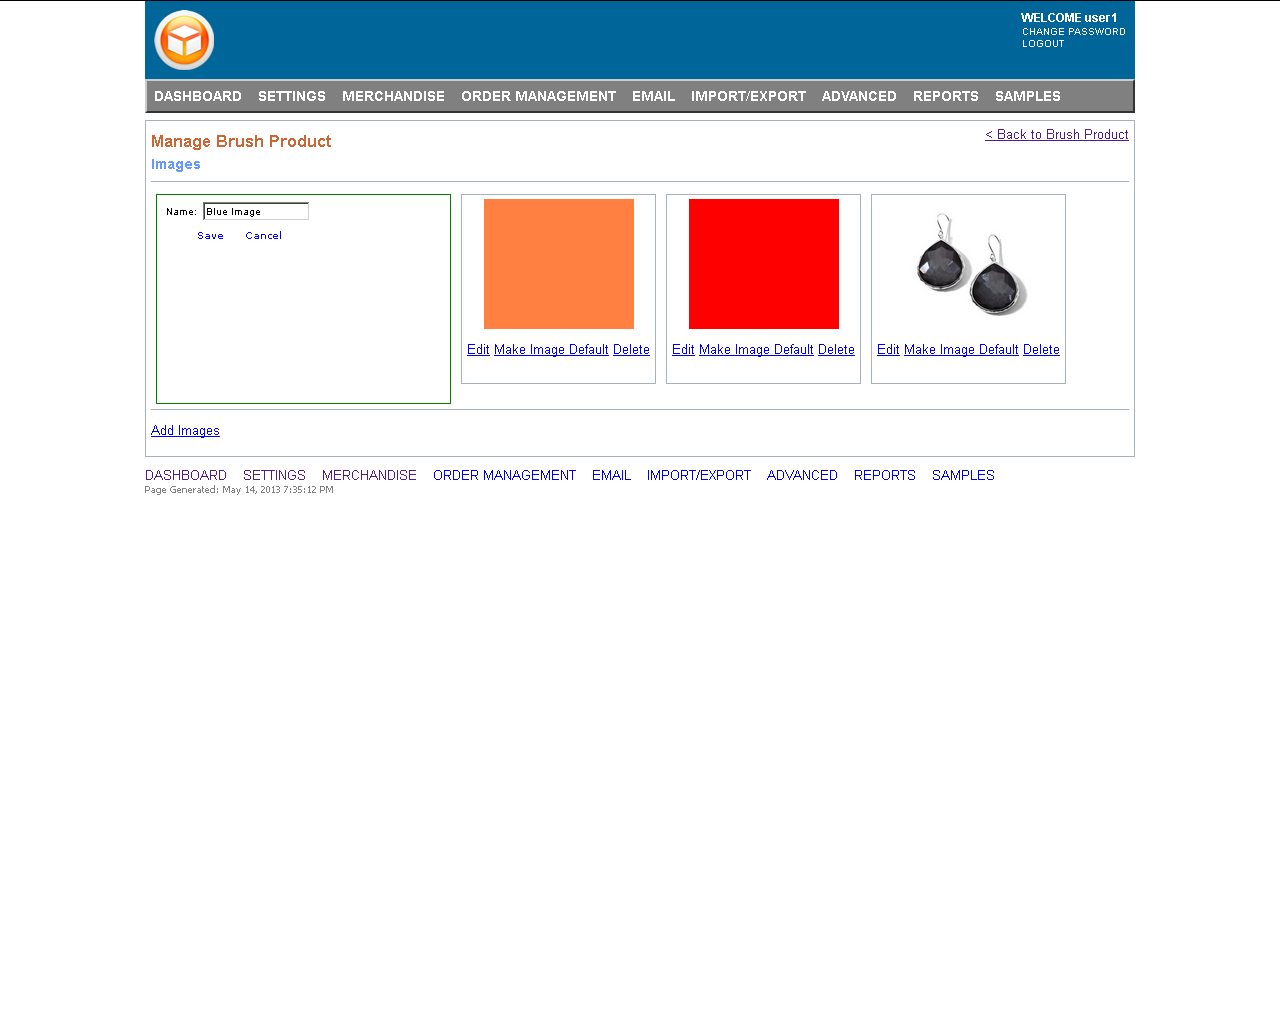 WELCOME user1
CHANGE PASSWORD
LOGOUT
DASHBOARD SETTINGS MERCHANDISE ORDER MANAGEMENT EMAIL IMPORT/EXPORT ADVANCED REPORTS SAMPLES
Manage Brush Product
< Back to Brush Product
Images
Name: Blue Image
Save Cancel
Edit Make Image Default Delete
Edit Make Image Default Delete
Edit Make Image Default Delete
Add Images
DASHBOARD SETTINGS MERCHANDISE ORDER MANAGEMENT EMAIL IMPORT/EXPORT ADVANCED REPORTS SAMPLES
Page Generated: May 14, 2013 7:35:12 PM